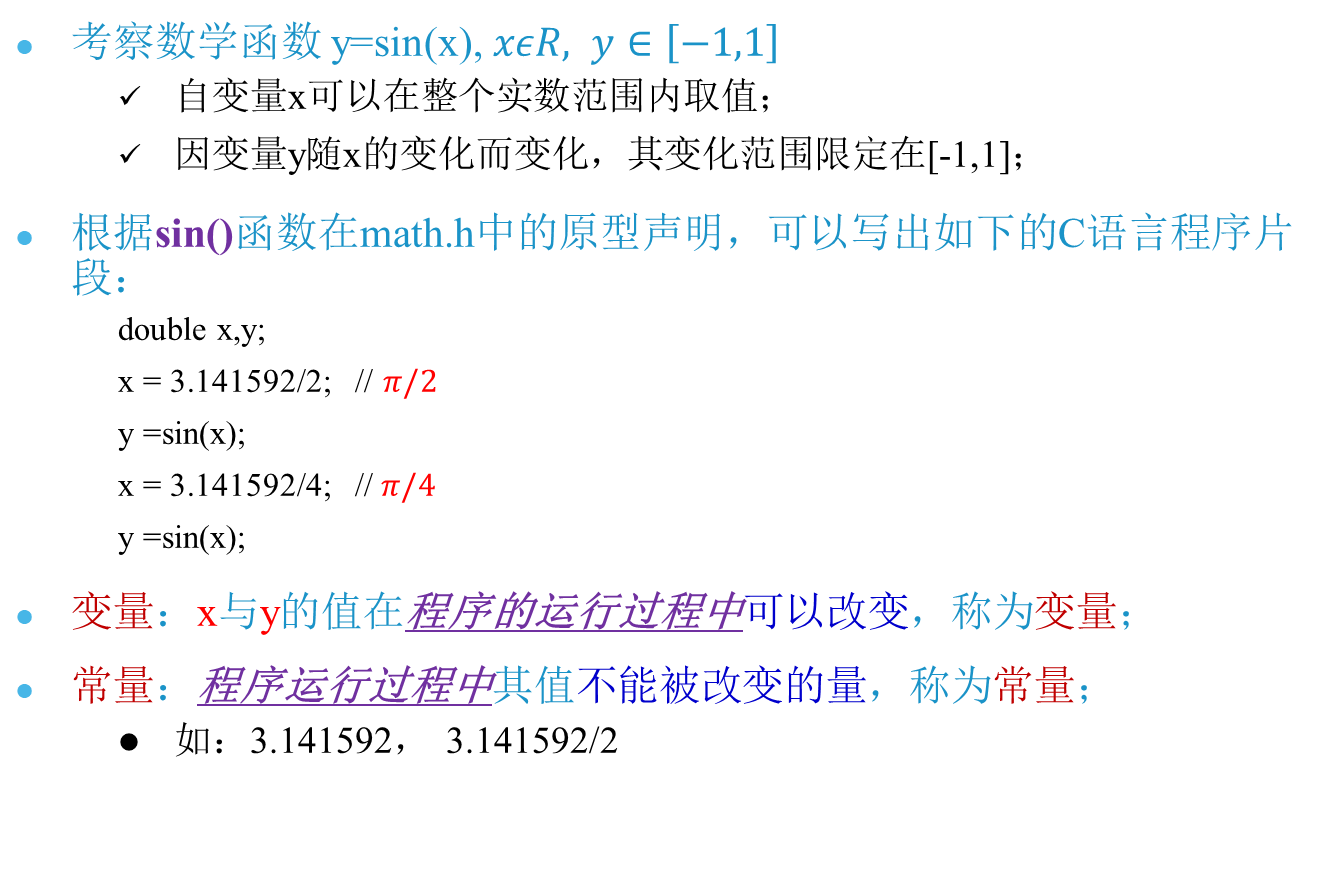 考察数学函数 y=sin(x), 𝑥𝜖𝑅, 𝑦 ∈ [−1,1]
自变量x可以在整个实数范围内取值；
因变量y随x的变化而变化，其变化范围限定在[-1,1]；
根据sin()函数在math.h中的原型声明，可以写出如下的C语言程序片
段：
double x,y;
x = 3.141592/2; // 𝜋/2
y =sin(x);
x = 3.141592/4; // 𝜋/4
y =sin(x);
变量：x与y的值在程序的运行过程中可以改变，称为变量；
常量：程序运行过程中其值不能被改变的量，称为常量；
如：3.141592， 3.141592/2